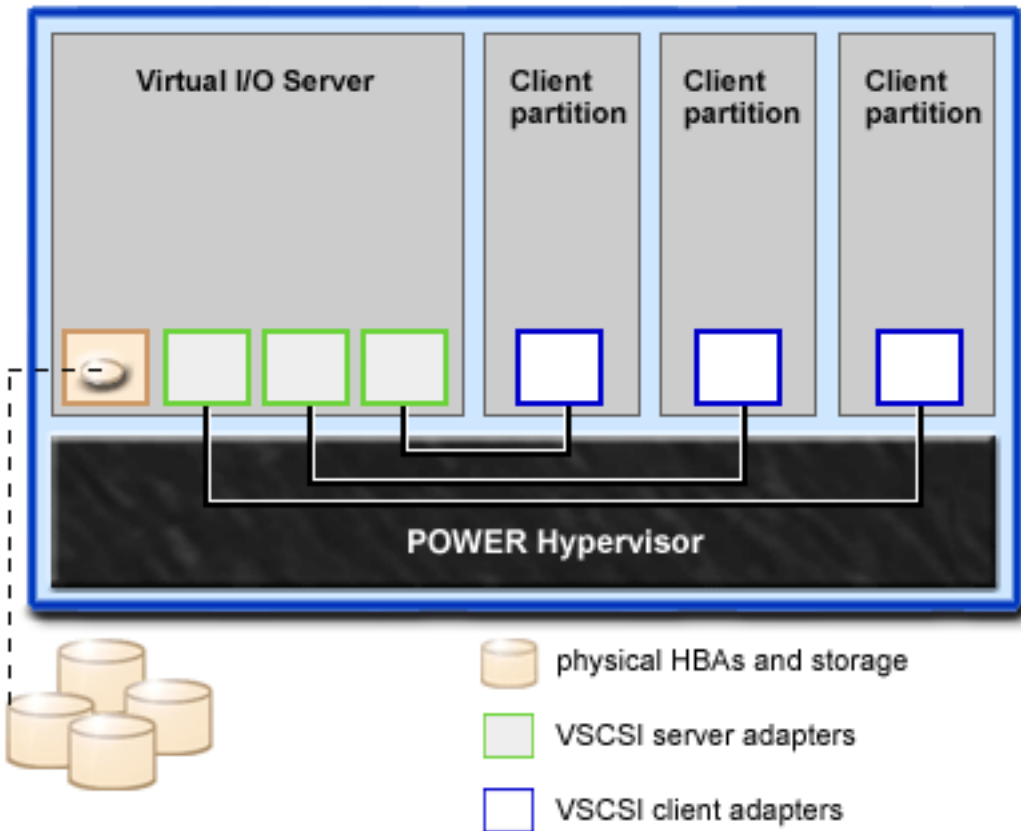 Virtual I/O Server
Client
partition
Client
partition
Client
partition
POWER Hypervisor
physical HBAs and storage
VSCSI server adapters
VSCSI client adapters